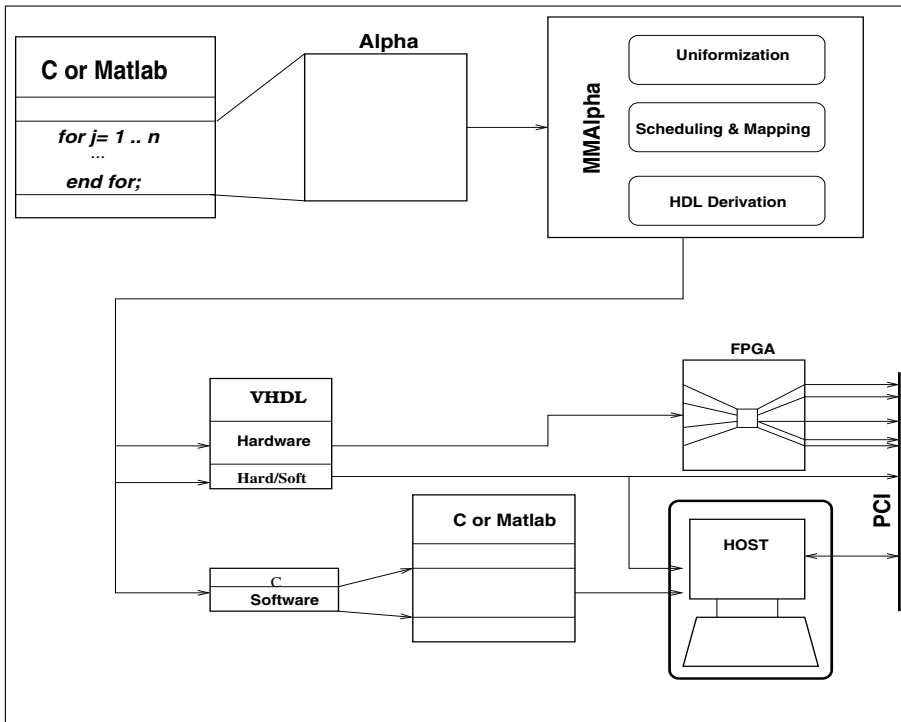 C or Matlab
for j= 1 .. n
...
end for;
Alpha
MMAlpha
Uniformization
Scheduling & Mapping
HDL Derivation
VHDL
Hardware
Hard/Soft
C
Software
C or Matlab
FPGA
HOST
PCI